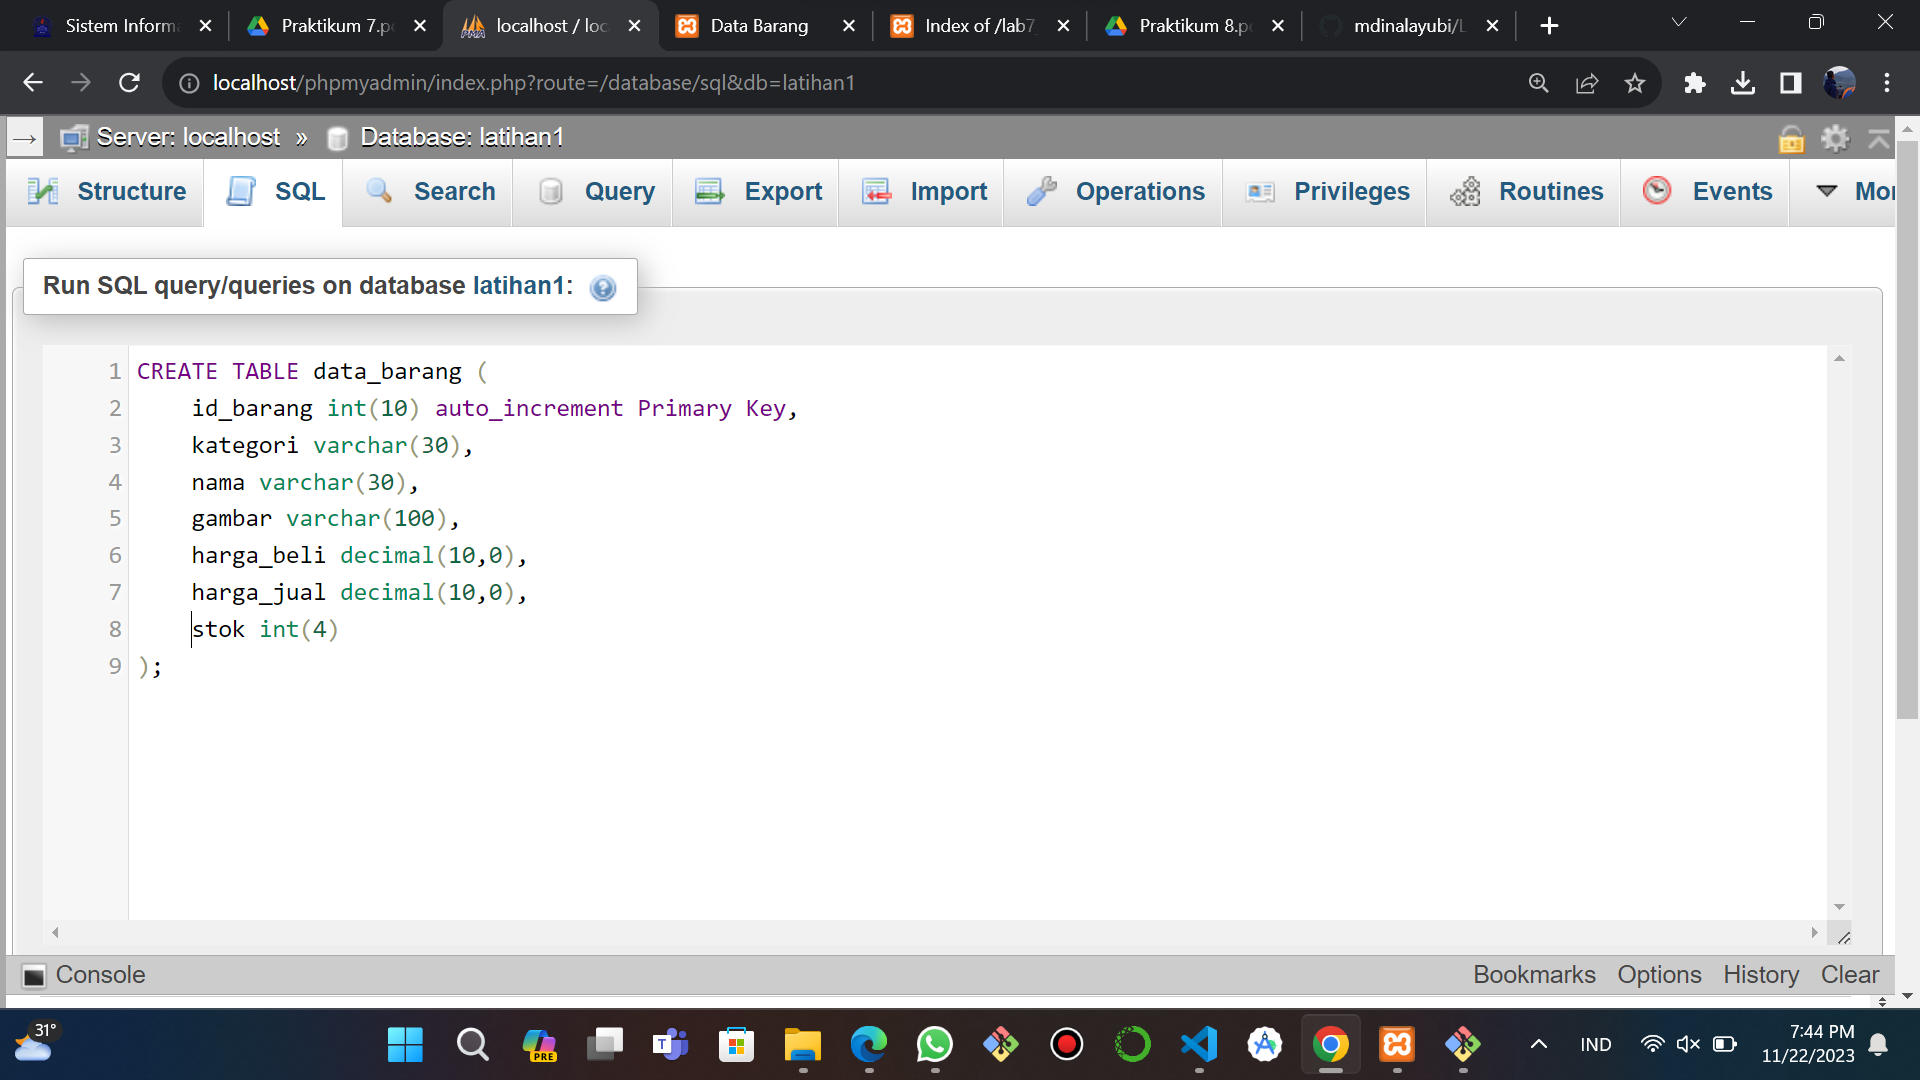 Sistem Inform
Praktikum 7.p
localhost / loc
Data Barang
Index of /lab7
Praktikum 8.p
mdinalayubi/L
localhost/phpmyadmin/index.php?route=/database/sql&db=latihan1
Server: localhost » Database: latihan1
Structure SQL Search Query Export Import Operations Privileges Routines Events Mor
Run SQL query/queries on database latihan1:
1 CREATE TABLE data_barang (
2 id_barang int(10) auto_increment Primary Key,
3 kategori varchar(30),
4 nama varchar(30),
5 gambar varchar(100),
6 harga_beli decimal(10,0),
7 harga_jual decimal(10,0),
8 stok int(4)
9 );
Console Bookmarks Options History Clear
31°
PRE
IND
7:44 PM
11/22/2023